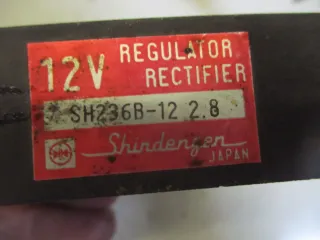 12V REGULATOR
RECTIFIER
SH236B-12 2.8
Shindengen
JAPAN